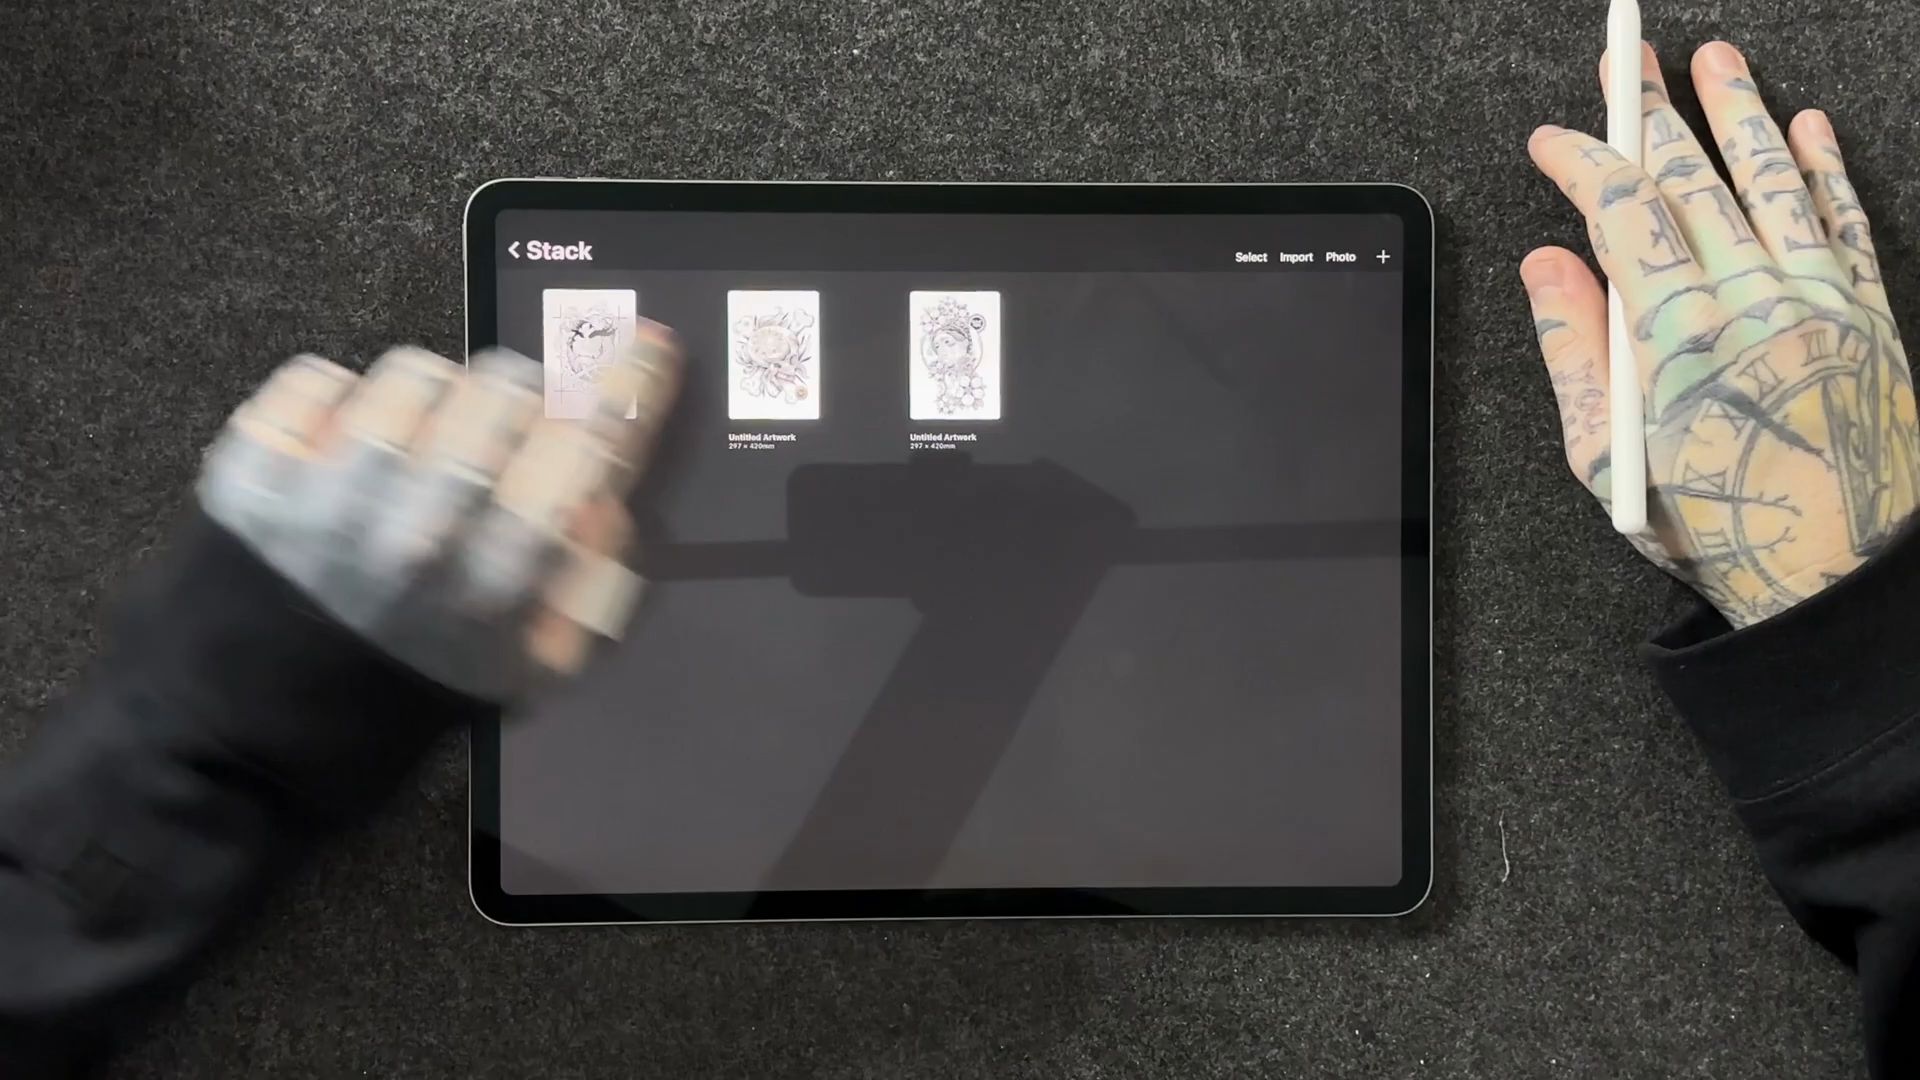 Stack
Select Import Photo +
Untitled Artwork
297 × 420mm
Untitled Artwork
297 × 420mm